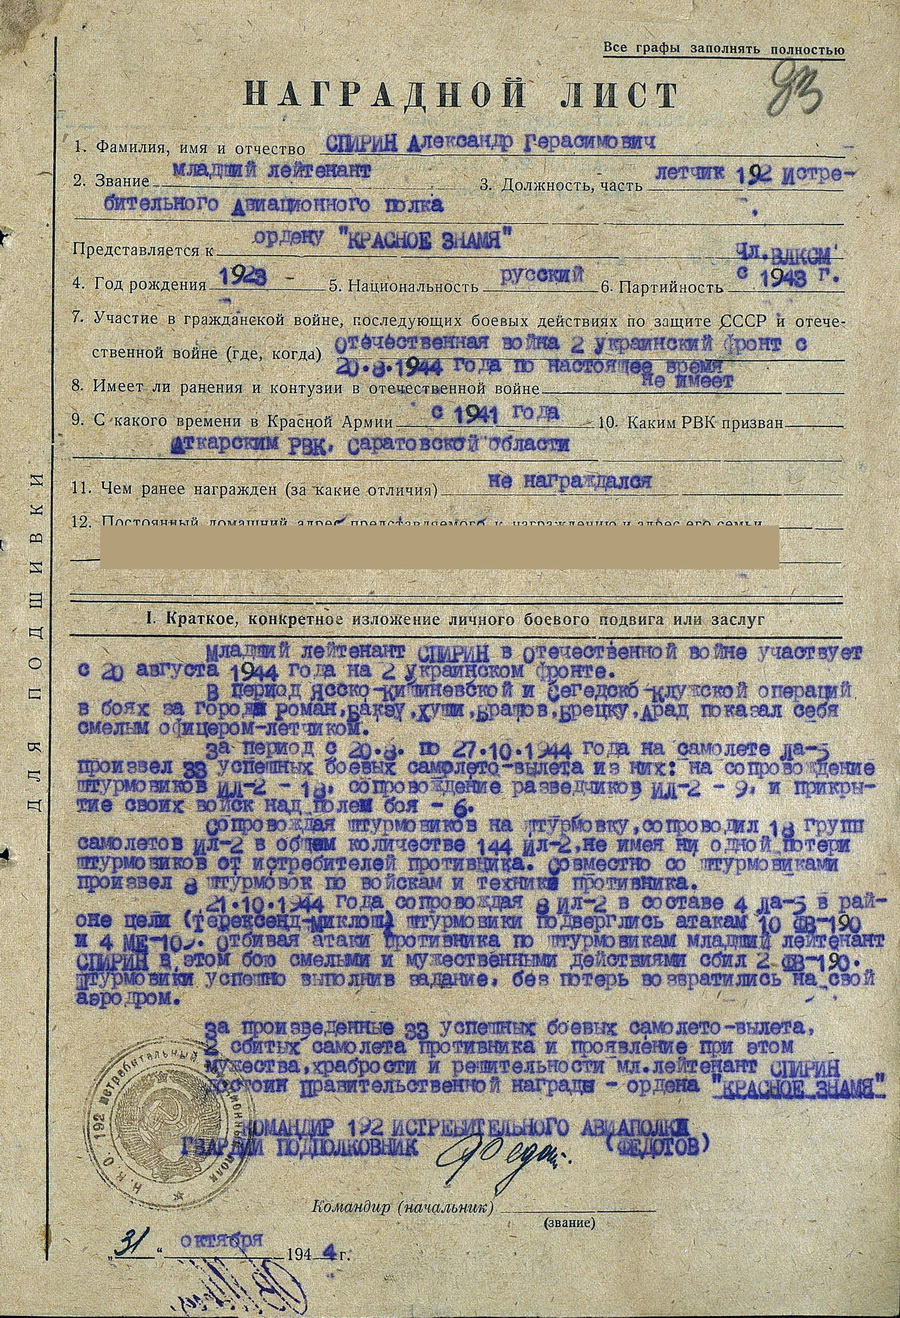 Все графы заполнять полностью
93
НАГРАДНОЙ ЛИСТ
1. Фамилия, имя и отчество СПИРИН Александр Герасимович
2. Звание младший лейтенант 3. Должность, часть летчик 192 Истре-
бительного Авиационного полка
Представляется к ордену "КРАСНОЕ ЗНАМЯ"
Чл. ВЛКСМ
4. Год рождения 1923 5. Национальность русский 6. Партийность с 1943 г.
7. Участие в гражданской войне, последующих боевых действиях по защите СССР и отече-
ственной войне (где, когда) Отечественная война 2 украинский фронт с
20.8.1944 года по настоящее время
8. Имеет ли ранения и контузии в отечественной войне не имеет
9. С какого времени в Красной Армии с 1941 года 10. Каким РВК призван
Аткарским РВК, Саратовской области
11. Чем ранее награжден (за какие отличия) не награждался
12. Постоянный домашний адрес представляемого к награждению и адрес его семьи
I. Краткое, конкретное изложение личного боевого подвига или заслуг
Младший лейтенант СПИРИН в Отечественной войне участвует
с 20 августа 1944 года на 2 Украинском фронте.
В период Ясско-Кишиневской и Сегедско-Клужской операций
в боях за города Роман, Бакэу, Хуши, Брашов, Брецку, Арад показал себя
смелым офицером-летчиком.
За период с 20.8. по 27.10.1944 года на самолете Ла-5
произвел 33 успешных боевых самолето-вылета из них: на сопровождение
штурмовиков ИЛ-2 - 18, сопровождение разведчиков ИЛ-2 - 9, и прикры-
тие своих войск над полем боя - 6.
Сопровождая штурмовиков на штурмовку, сопроводил 18 групп
самолетов Ил-2 в общем количестве 144 ИЛ-2, не имея ни одной потери
штурмовиков от истребителей противника. Совместно со штурмовиками
произвел 8 штурмовок по войскам и технике противника.
21.10.1944 года сопровождая 8 ИЛ-2 в составе 4 Ла-5 в рай-
оне цели (Терексенд-Миклош) штурмовики подверглись атакам 10 ФВ-190
и 4 МЕ-109. Отбивая атаки противника по штурмовикам младший лейтенант
СПИРИН в этом бою смелыми и мужественными действиями сбил 2 ФВ-190.
Штурмовики успешно выполнив задание, без потерь возвратились на свой
аэродром.
За произведенные 33 успешных боевых самолето-вылета,
2 сбитых самолета противника и проявление при этом
мужества, храбрости и решительности мл.лейтенант СПИРИН
достоин правительственной награды - ордена "КРАСНОЕ ЗНАМЯ"
КОМАНДИР 192 ИСТРЕБИТЕЛЬНОГО АВИАПОЛКА
ГВАРДИИ ПОДПОЛКОВНИК (ФЕДОТОВ)
Командир (начальник)
(звание)
„31“ октября 1944 г.
ДЛЯ ПОДШИВКИ
Н.К.О. 192 истребительный авиационный полк